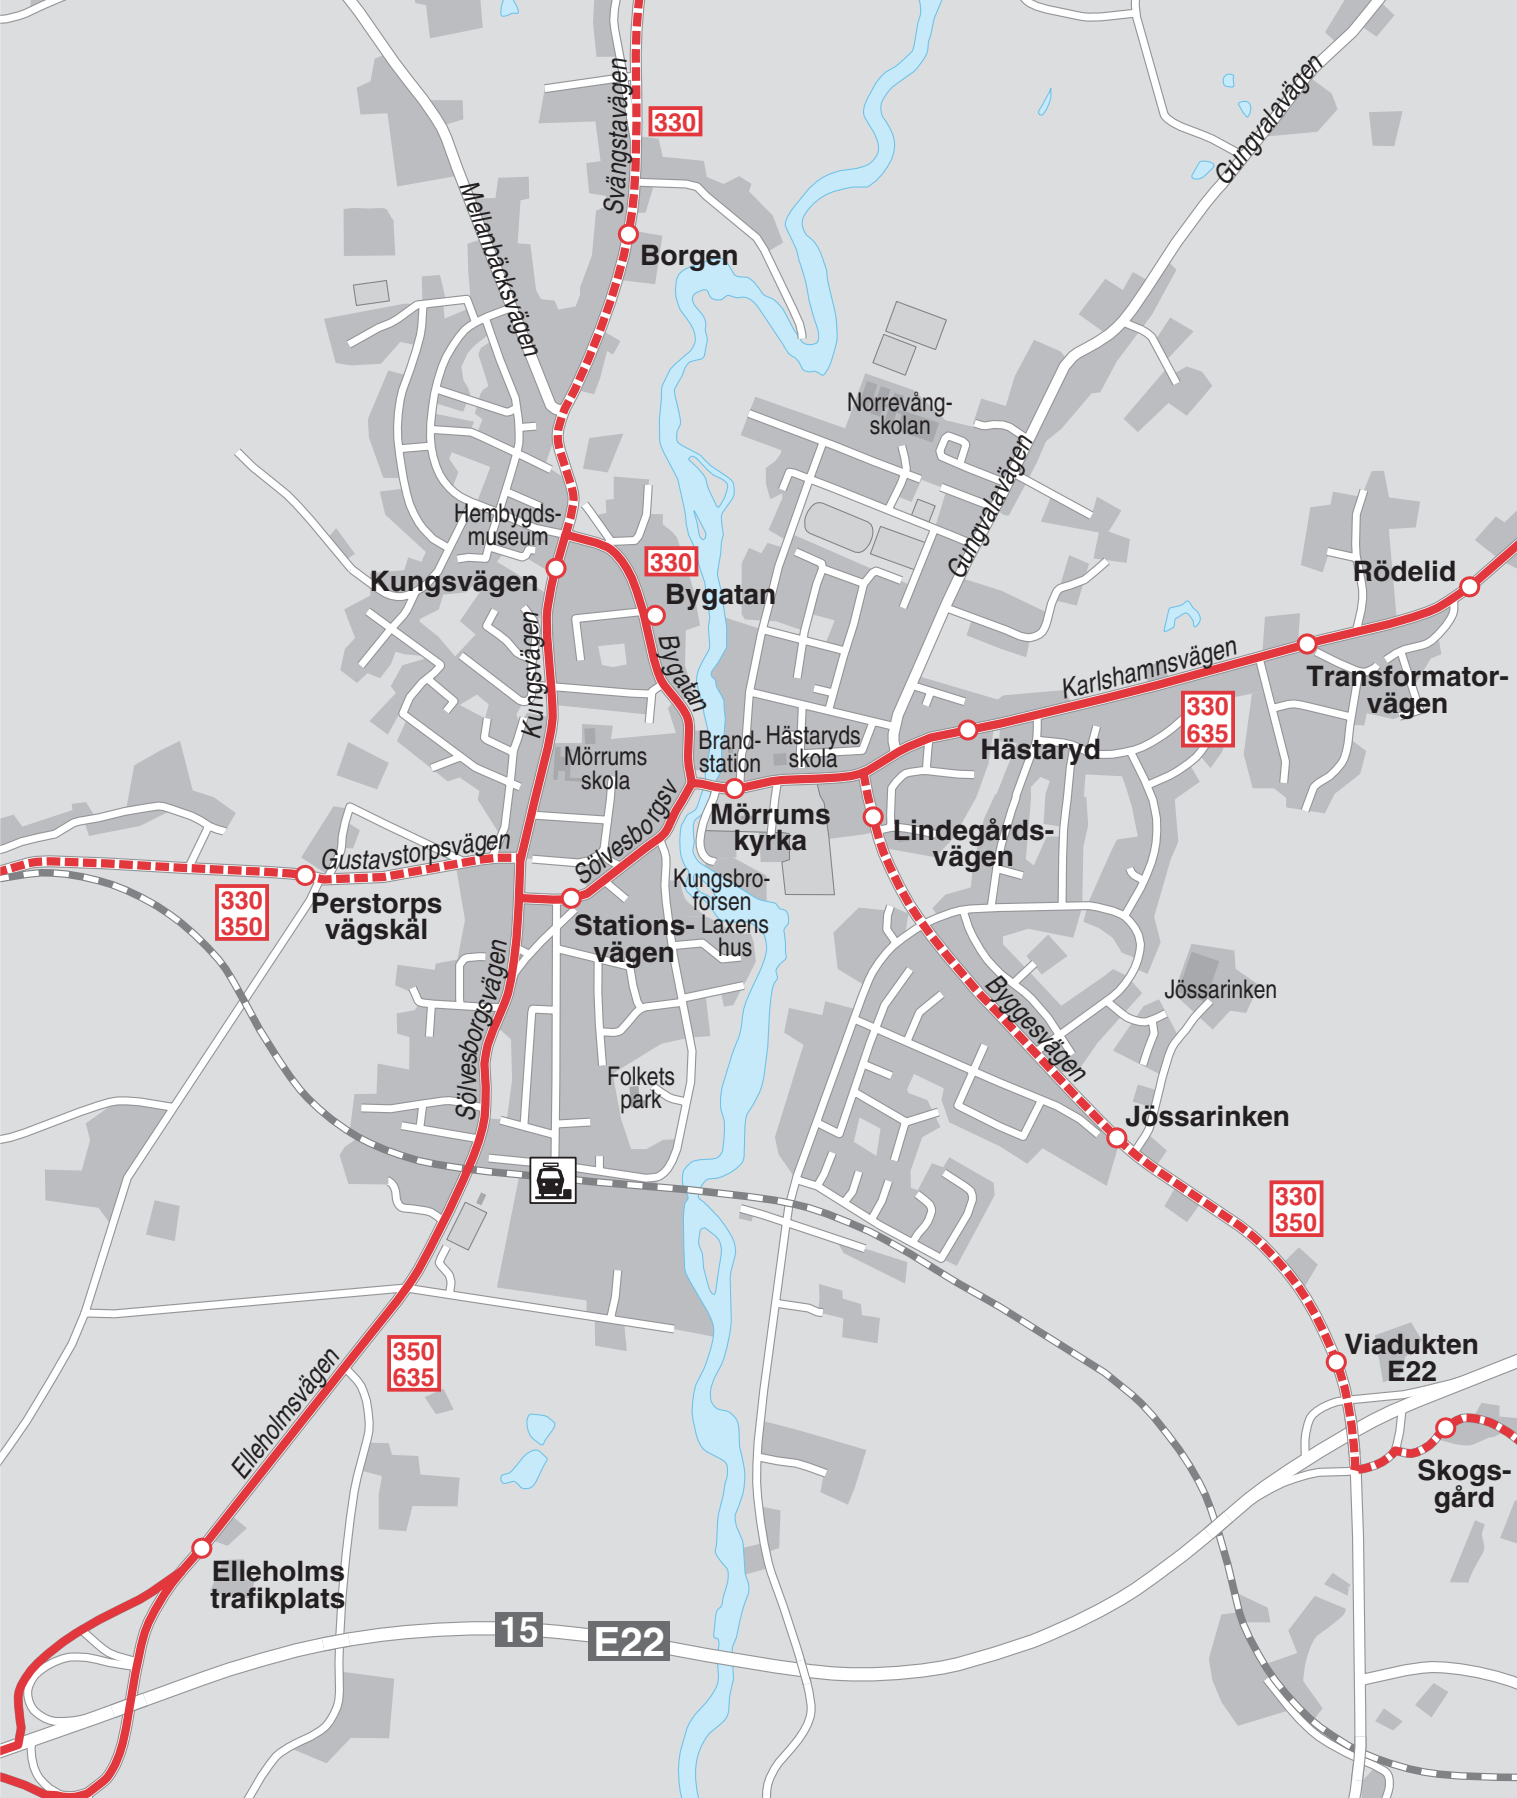 Svängstavägen
330
Gungvalavägen
Mellanbäcksvägen
Borgen
Norrevång-
skolan
Gungvalavägen
Hembygds-
museum
Kungsvägen
330
Bygatan
Rödelid
Kungsvägen
Bygatan
Karlshamnsvägen
Transformator-
vägen
330
635
Mörrums
skola
Brand-
station
Hästaryds
skola
Hästaryd
Mörrums
kyrka
Lindegårds-
vägen
Gustavstorpsvägen
Sölvesborgsv
330
350
Perstorps
vägskäl
Kungsbro-
forsen
Laxens
hus
Stations-
vägen
Sölvesborgsvägen
Byggesvägen
Jössarinken
Folkets
park
Jössarinken
330
350
350
635
Viadukten
E22
Elleholmsvägen
Skogs-
gård
Elleholms
trafikplats
15
E22